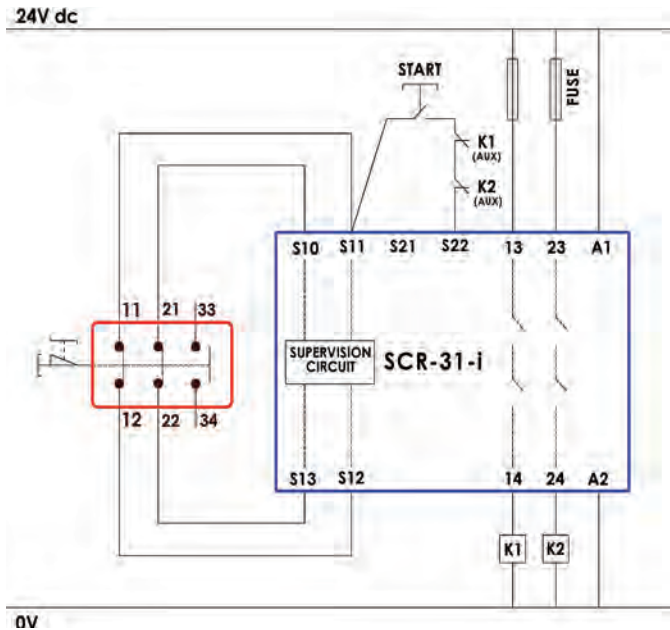 24V dc
START
FUSE
K1
(AUX)
K2
(AUX)
S10 S11 S21 S22 13 23 A1
11 21 33
SUPERVISION
CIRCUIT
SCR-31-i
12 22 34
S13 S12 14 24 A2
K1 K2
0V